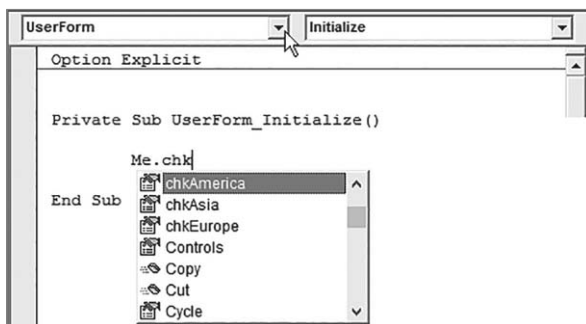 UserForm Initialize
Option Explicit
Private Sub UserForm_Initialize()
Me.chk
chkAmerica
End Sub chkAsia
chkEurope
Controls
Copy
Cut
Cycle